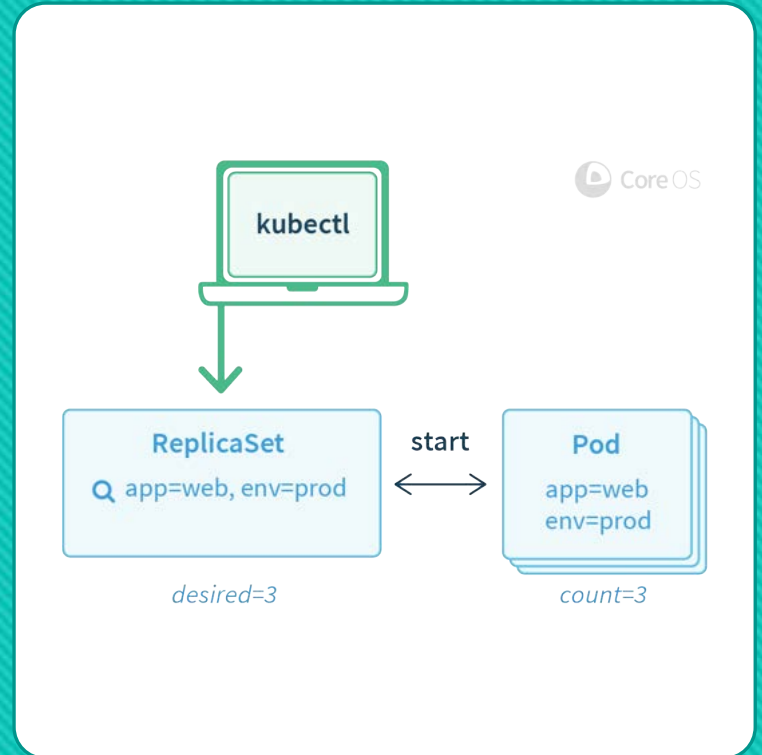 CoreOS
kubectl
ReplicaSet
app=web, env=prod
desired=3
start
Pod
app=web
env=prod
count=3